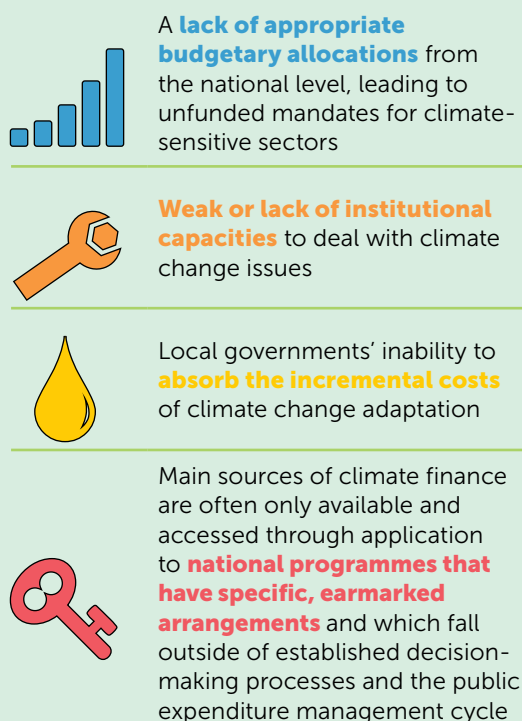 A lack of appropriate
budgetary allocations from
the national level, leading to
unfunded mandates for climate-
sensitive sectors
Weak or lack of institutional
capacities to deal with climate
change issues
Local governments’ inability to
absorb the incremental costs
of climate change adaptation
Main sources of climate finance
are often only available and
accessed through application
to national programmes that
have specific, earmarked
arrangements and which fall
outside of established decision-
making processes and the public
expenditure management cycle